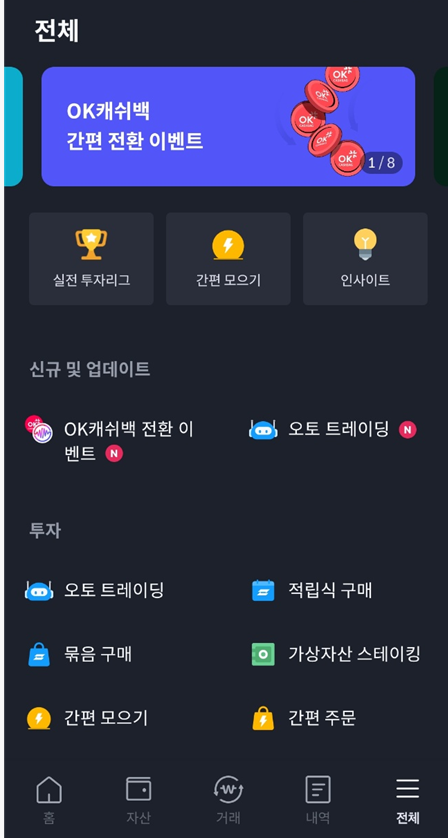 전체
OK캐쉬백
간편 전환 이벤트
OK
OK
OK
OK
1 / 8
실전 투자리그
간편 모으기
인사이트
신규 및 업데이트
OK
OK캐쉬백 전환 이
벤트 N
오토 트레이딩 N
투자
오토 트레이딩
적립식 구매
묶음 구매
가상자산 스테이킹
간편 모으기
간편 주문
홈
자산
거래
내역
전체